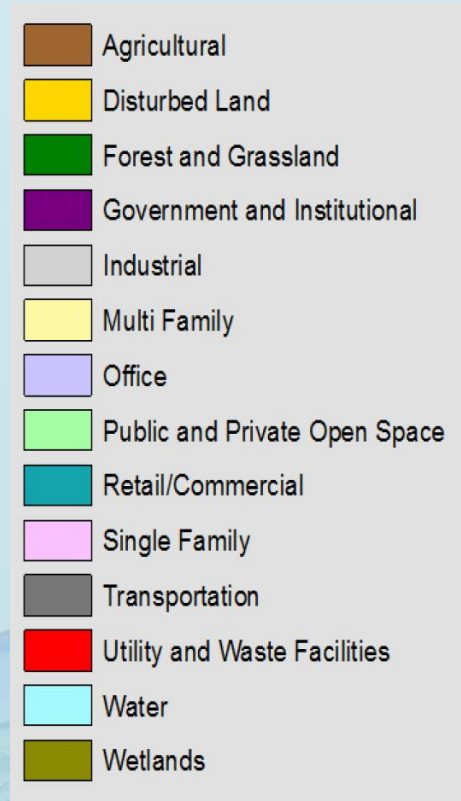 Agricultural
Disturbed Land
Forest and Grassland
Government and Institutional
Industrial
Multi Family
Office
Public and Private Open Space
Retail/Commercial
Single Family
Transportation
Utility and Waste Facilities
Water
Wetlands